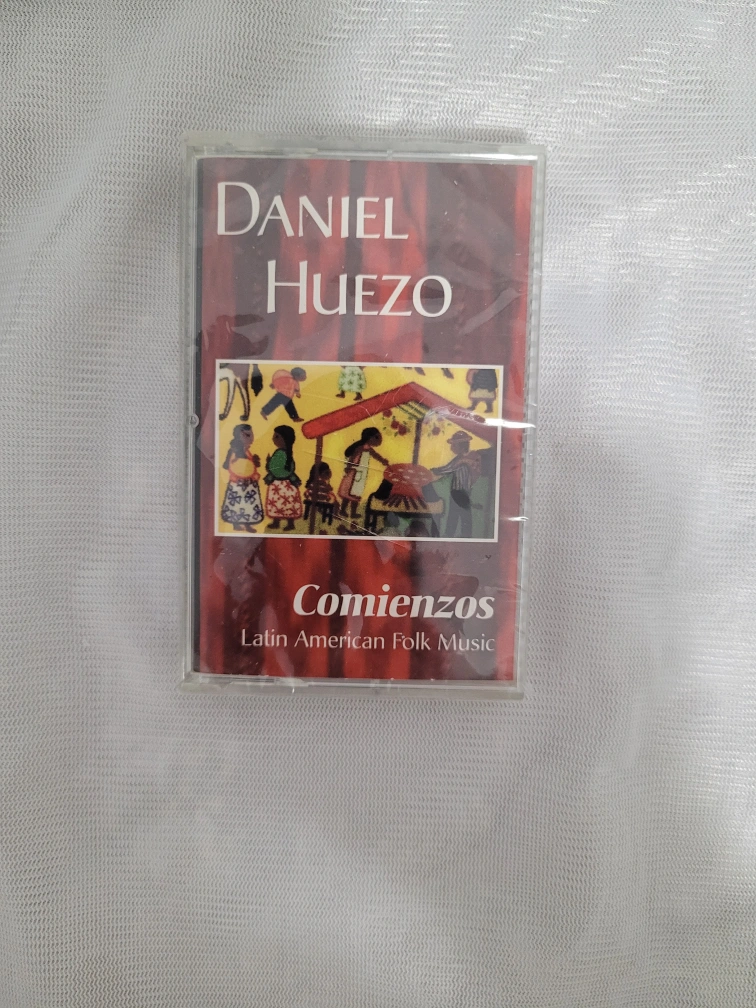 DANIEL
HUEZO
Comienzos
Latin American Folk Music